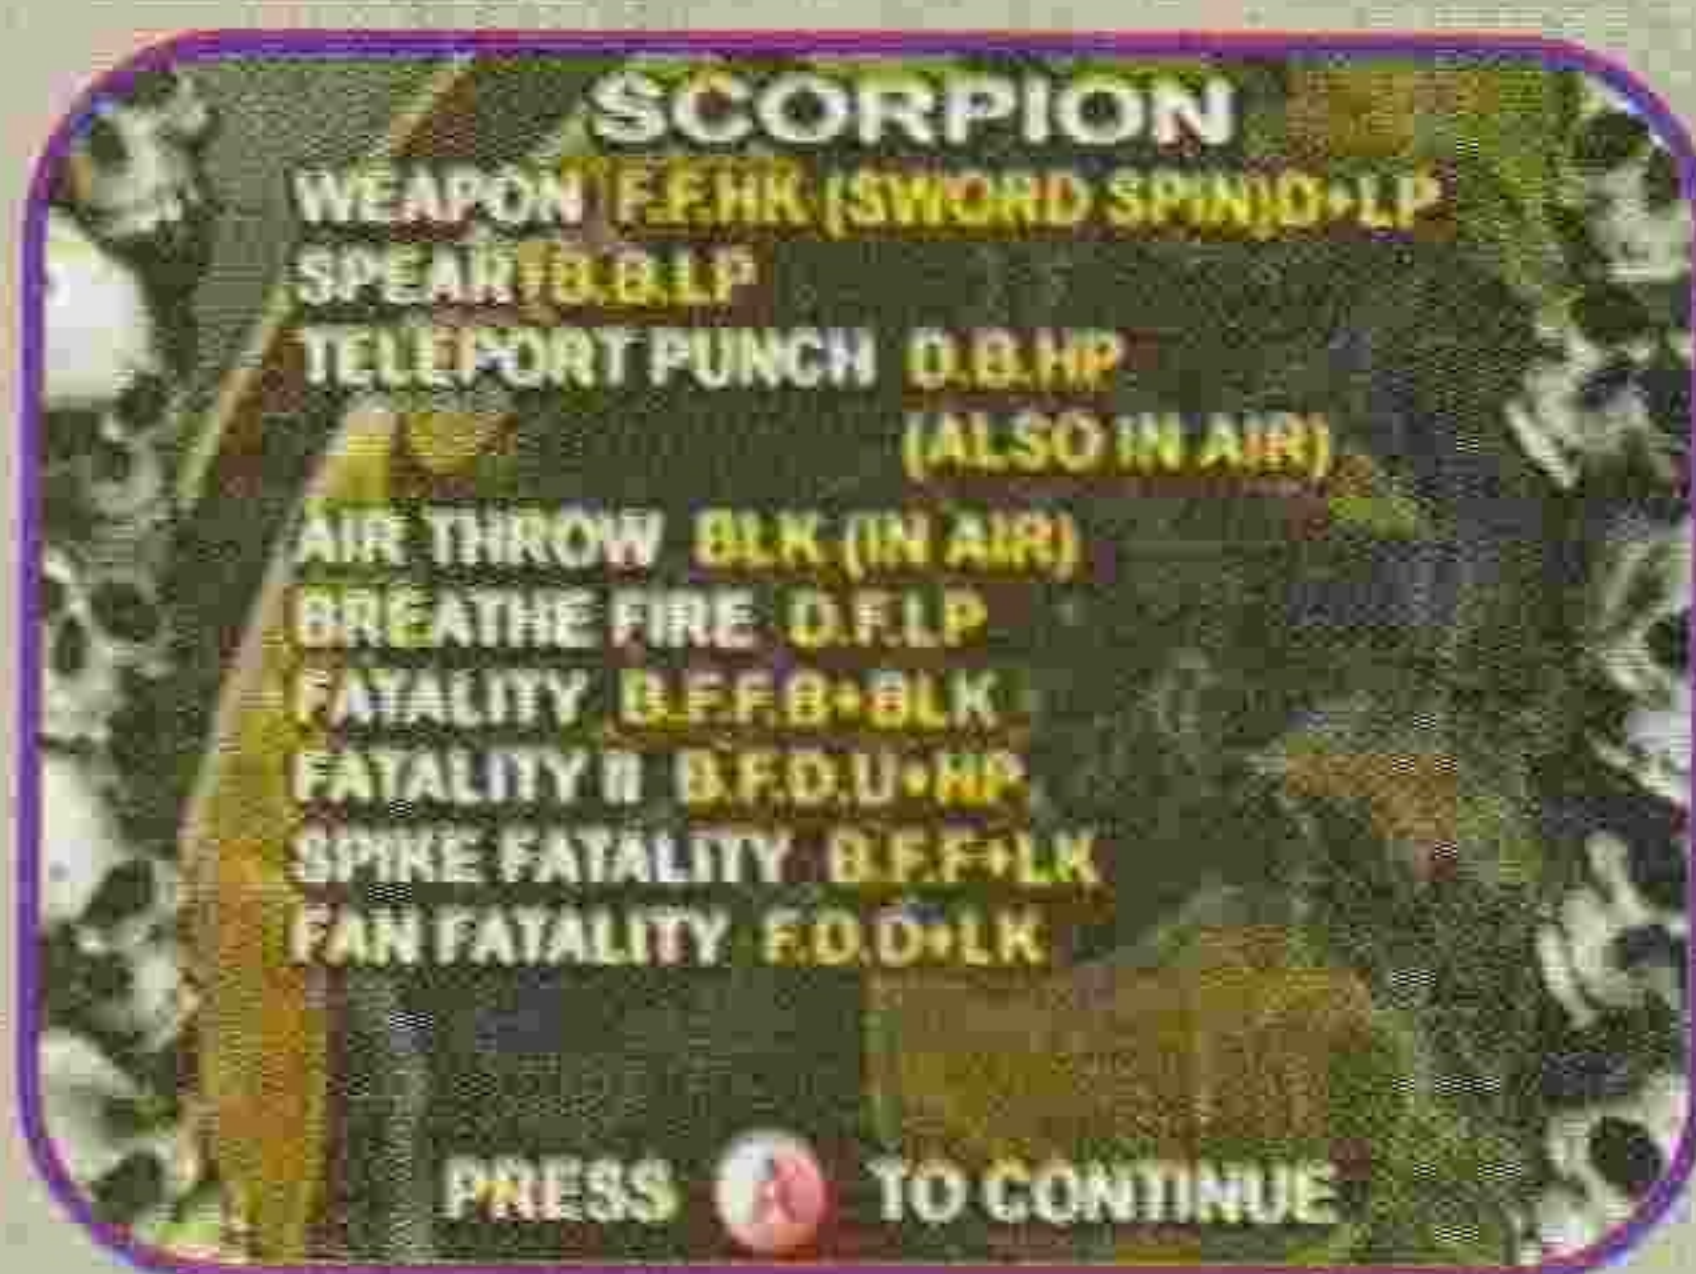 SCORPION
WEAPON F.F.HK (SWORD SPIN)D+LP
SPEAR B.B.LP
TELEPORT PUNCH D.B.HP
(ALSO IN AIR)
AIR THROW BLK (IN AIR)
BREATHE FIRE D.F.LP
FATALITY B.F.F.B+BLK
FATALITY II B.F.D.U+HP
SPIKE FATALITY B.F.F+LK
FAN FATALITY F.D.D+LK
PRESS A TO CONTINUE